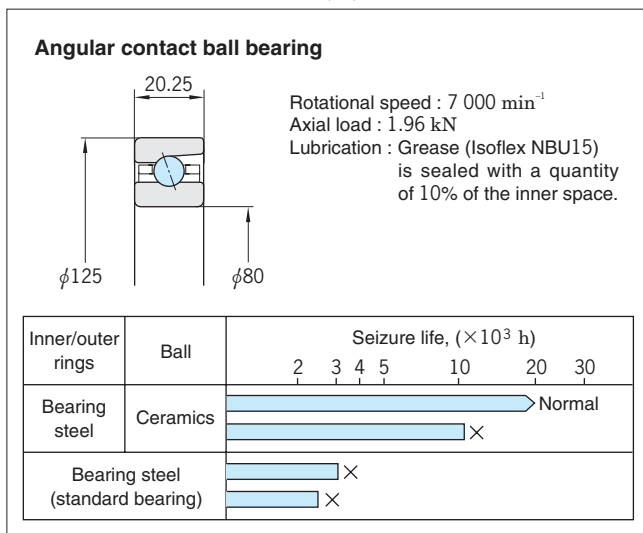 Angular contact ball bearing
20.25
Rotational speed : 7 000 min⁻¹
Axial load : 1.96 kN
Lubrication : Grease (Isoflex NBU15)
is sealed with a quantity
of 10% of the inner space.
ϕ125
ϕ80
Inner/outer
rings
Ball
Seizure life, (×10³ h)
2 3 4 5 10 20 30
Bearing
steel
Ceramics
Normal
×
Bearing steel
(standard bearing)
×
×